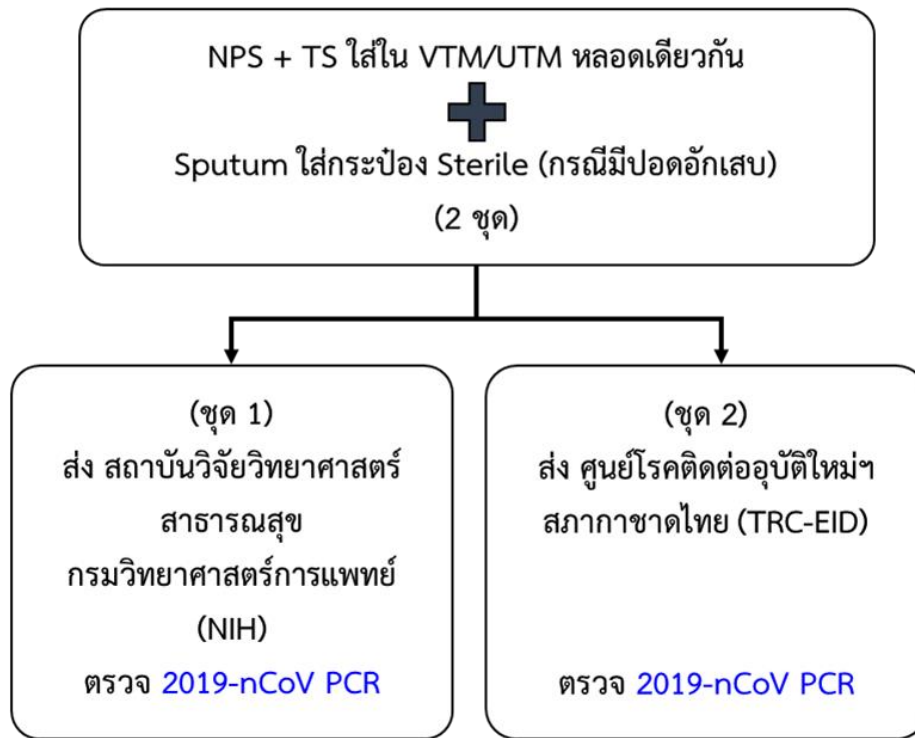 NPS + TS ใส่ใน VTM/UTM หลอดเดียวกัน
Sputum ใส่กระป๋อง Sterile (กรณีมีปอดอักเสบ)
(2 ชุด)
(ชุด 1)
ส่ง สถาบันวิจัยวิทยาศาสตร์
สาธารณสุข
กรมวิทยาศาสตร์การแพทย์
(NIH)
ตรวจ 2019-nCoV PCR
(ชุด 2)
ส่ง ศูนย์โรคติดต่ออุบัติใหม่ฯ
สภากาชาดไทย (TRC-EID)
ตรวจ 2019-nCoV PCR